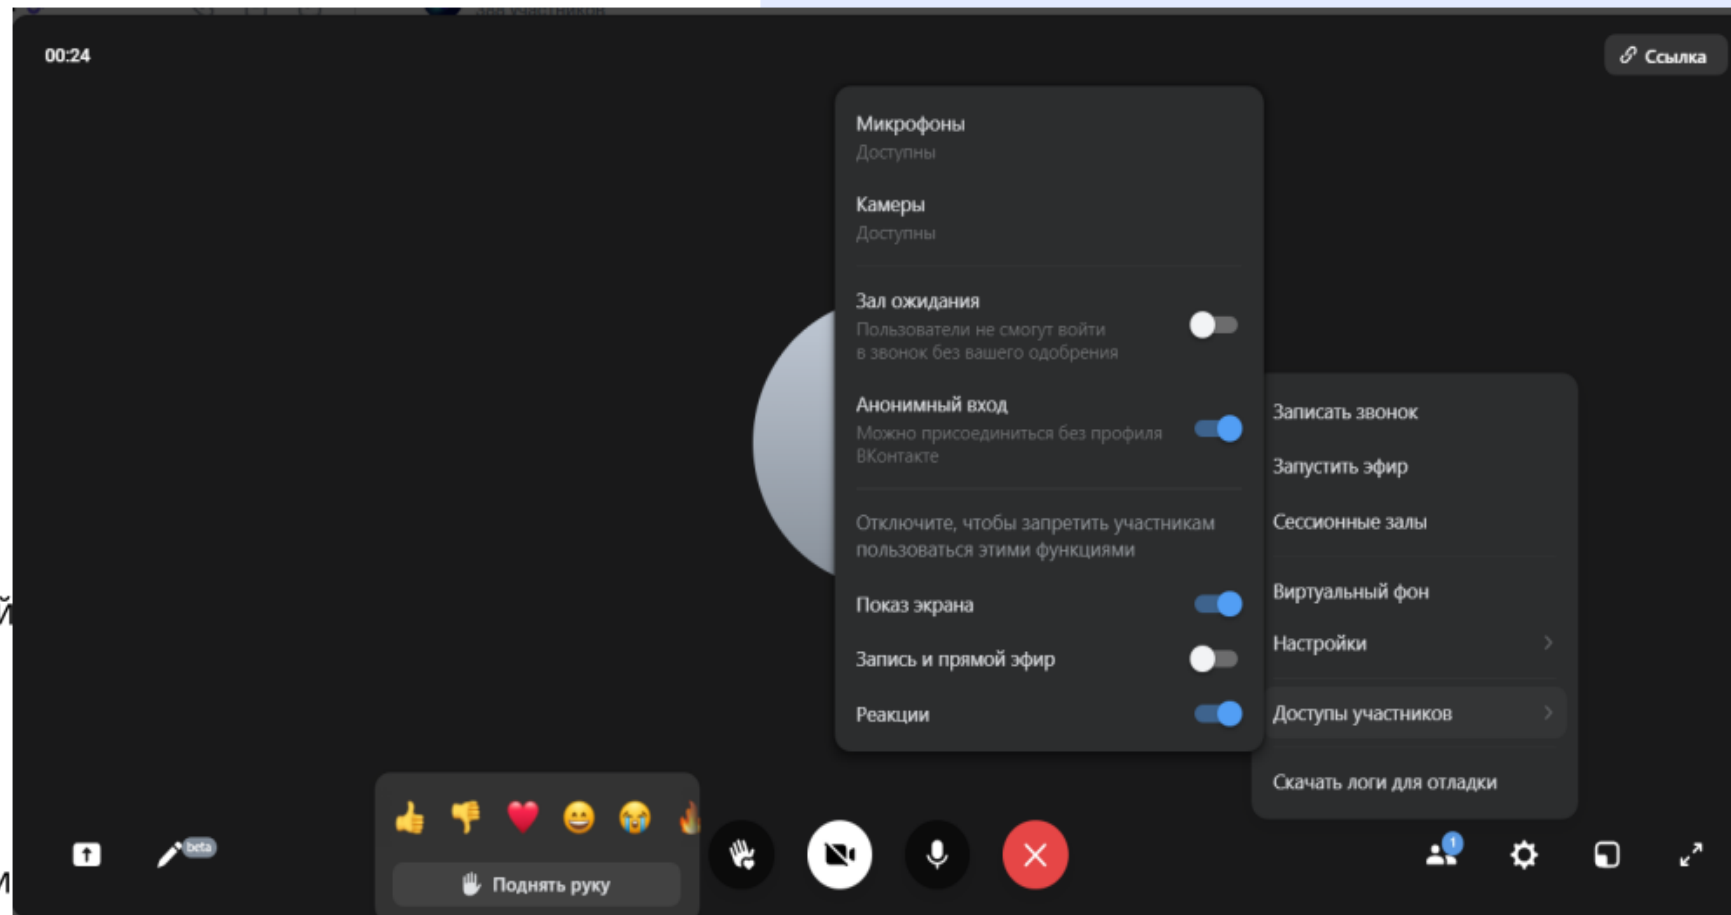 зал участников
00:24
Ссылка
Микрофоны
Доступны
Камеры
Доступны
Зал ожидания
Пользователи не смогут войти
в звонок без вашего одобрения
Анонимный вход
Можно присоединиться без профиля
ВКонтакте
Отключите, чтобы запретить участникам
пользоваться этими функциями
Показ экрана
Запись и прямой эфир
Реакции
Записать звонок
Запустить эфир
Сессионные залы
Виртуальный фон
Настройки
Доступы участников
Скачать логи для отладки
й
beta
Поднять руку
1